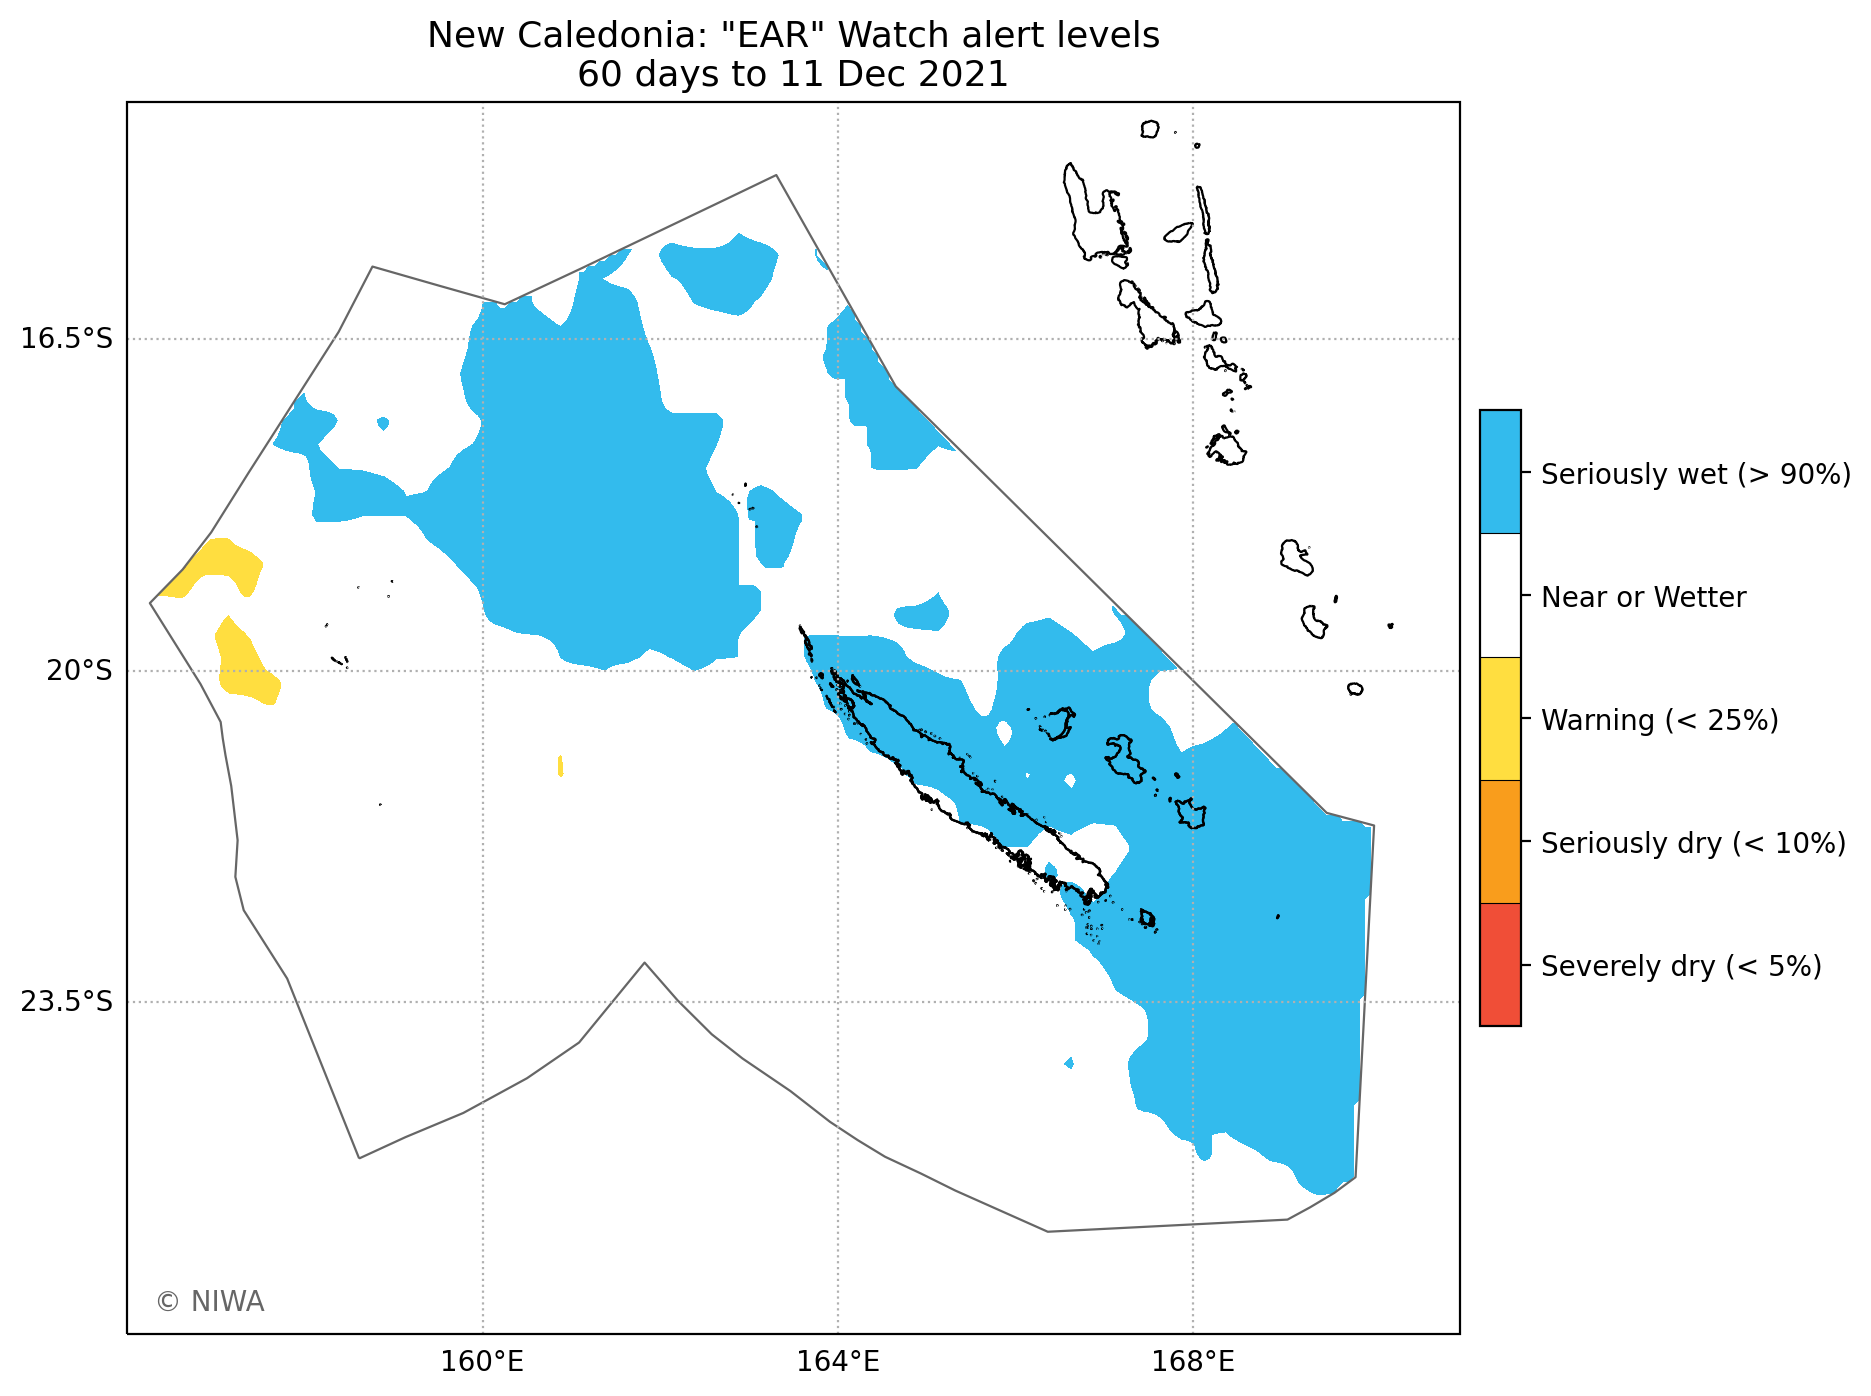 New Caledonia: "EAR" Watch alert levels
60 days to 11 Dec 2021
16.5°S
20°S
23.5°S
160°E
164°E
168°E
Seriously wet (> 90%)
Near or Wetter
Warning (< 25%)
Seriously dry (< 10%)
Severely dry (< 5%)
© NIWA